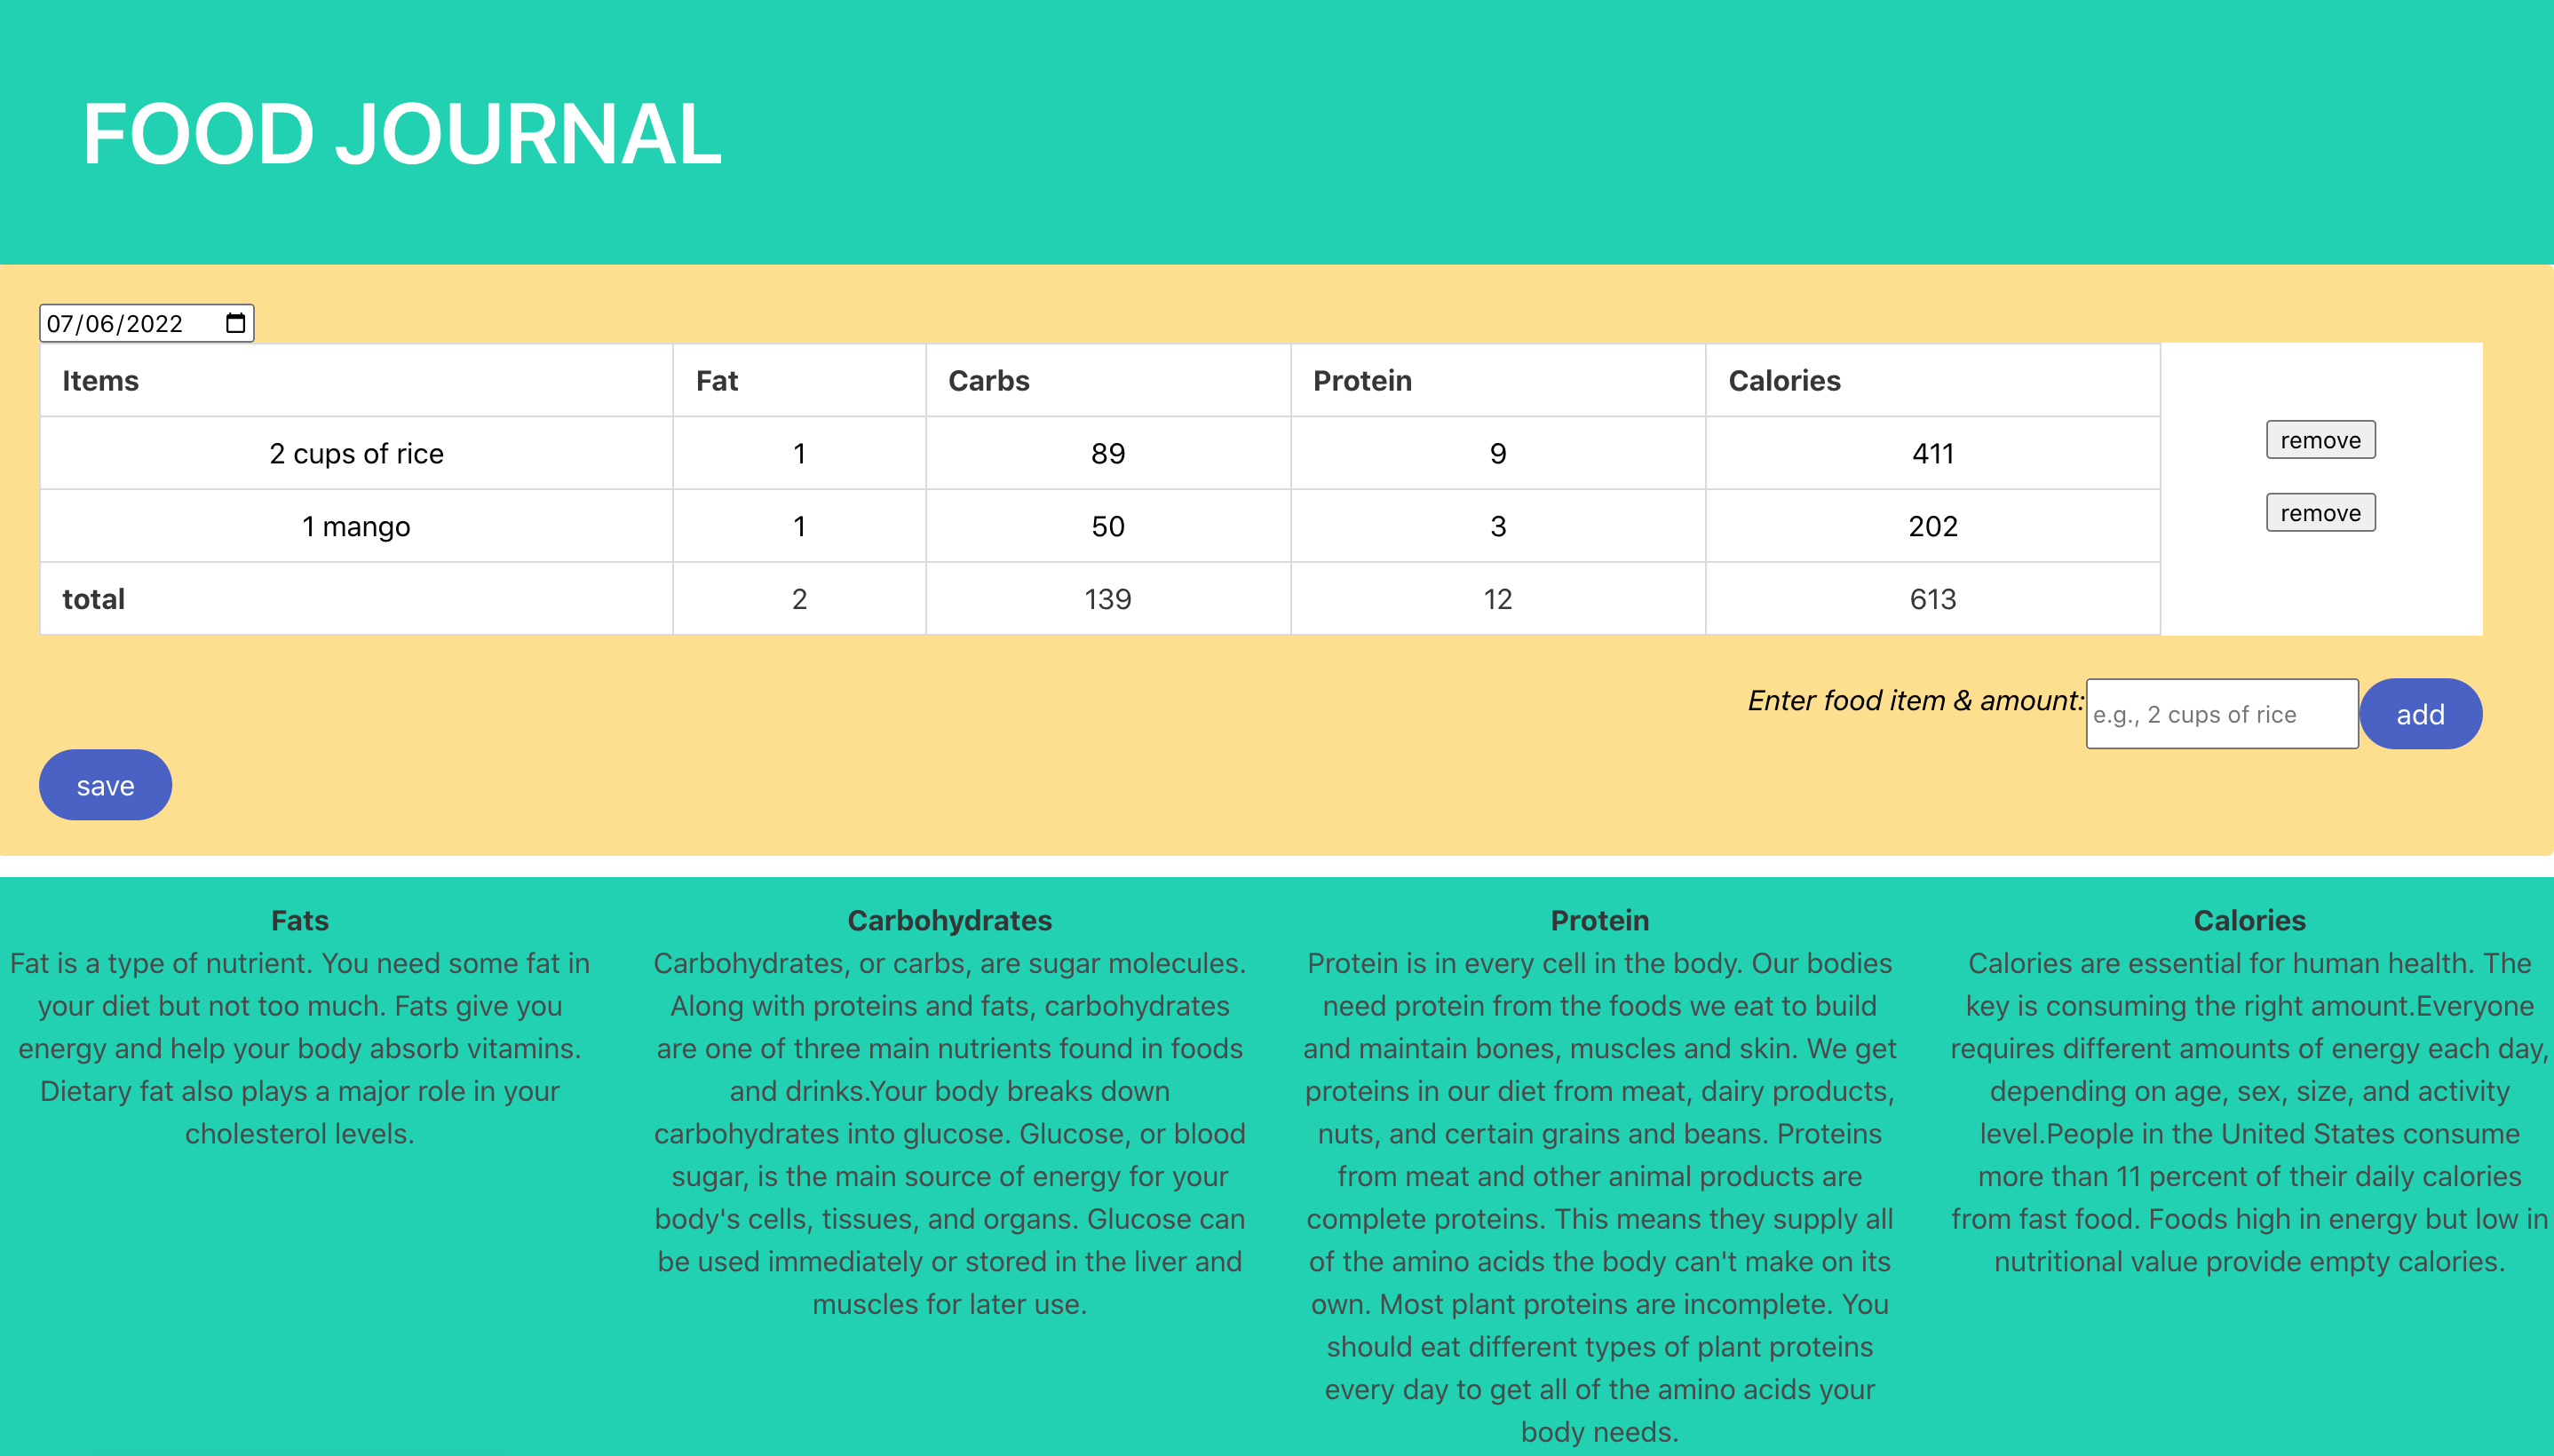 FOOD JOURNAL
07/06/2022
Items Fat Carbs Protein Calories
2 cups of rice 1 89 9 411 remove
1 mango 1 50 3 202 remove
total 2 139 12 613
Enter food item & amount: e.g., 2 cups of rice add
save
Fats
Fat is a type of nutrient. You need some fat in
your diet but not too much. Fats give you
energy and help your body absorb vitamins.
Dietary fat also plays a major role in your
cholesterol levels.
Carbohydrates
Carbohydrates, or carbs, are sugar molecules.
Along with proteins and fats, carbohydrates
are one of three main nutrients found in foods
and drinks.Your body breaks down
carbohydrates into glucose. Glucose, or blood
sugar, is the main source of energy for your
body's cells, tissues, and organs. Glucose can
be used immediately or stored in the liver and
muscles for later use.
Protein
Protein is in every cell in the body. Our bodies
need protein from the foods we eat to build
and maintain bones, muscles and skin. We get
proteins in our diet from meat, dairy products,
nuts, and certain grains and beans. Proteins
from meat and other animal products are
complete proteins. This means they supply all
of the amino acids the body can't make on its
own. Most plant proteins are incomplete. You
should eat different types of plant proteins
every day to get all of the amino acids your
body needs.
Calories
Calories are essential for human health. The
key is consuming the right amount.Everyone
requires different amounts of energy each day,
depending on age, sex, size, and activity
level.People in the United States consume
more than 11 percent of their daily calories
from fast food. Foods high in energy but low in
nutritional value provide empty calories.